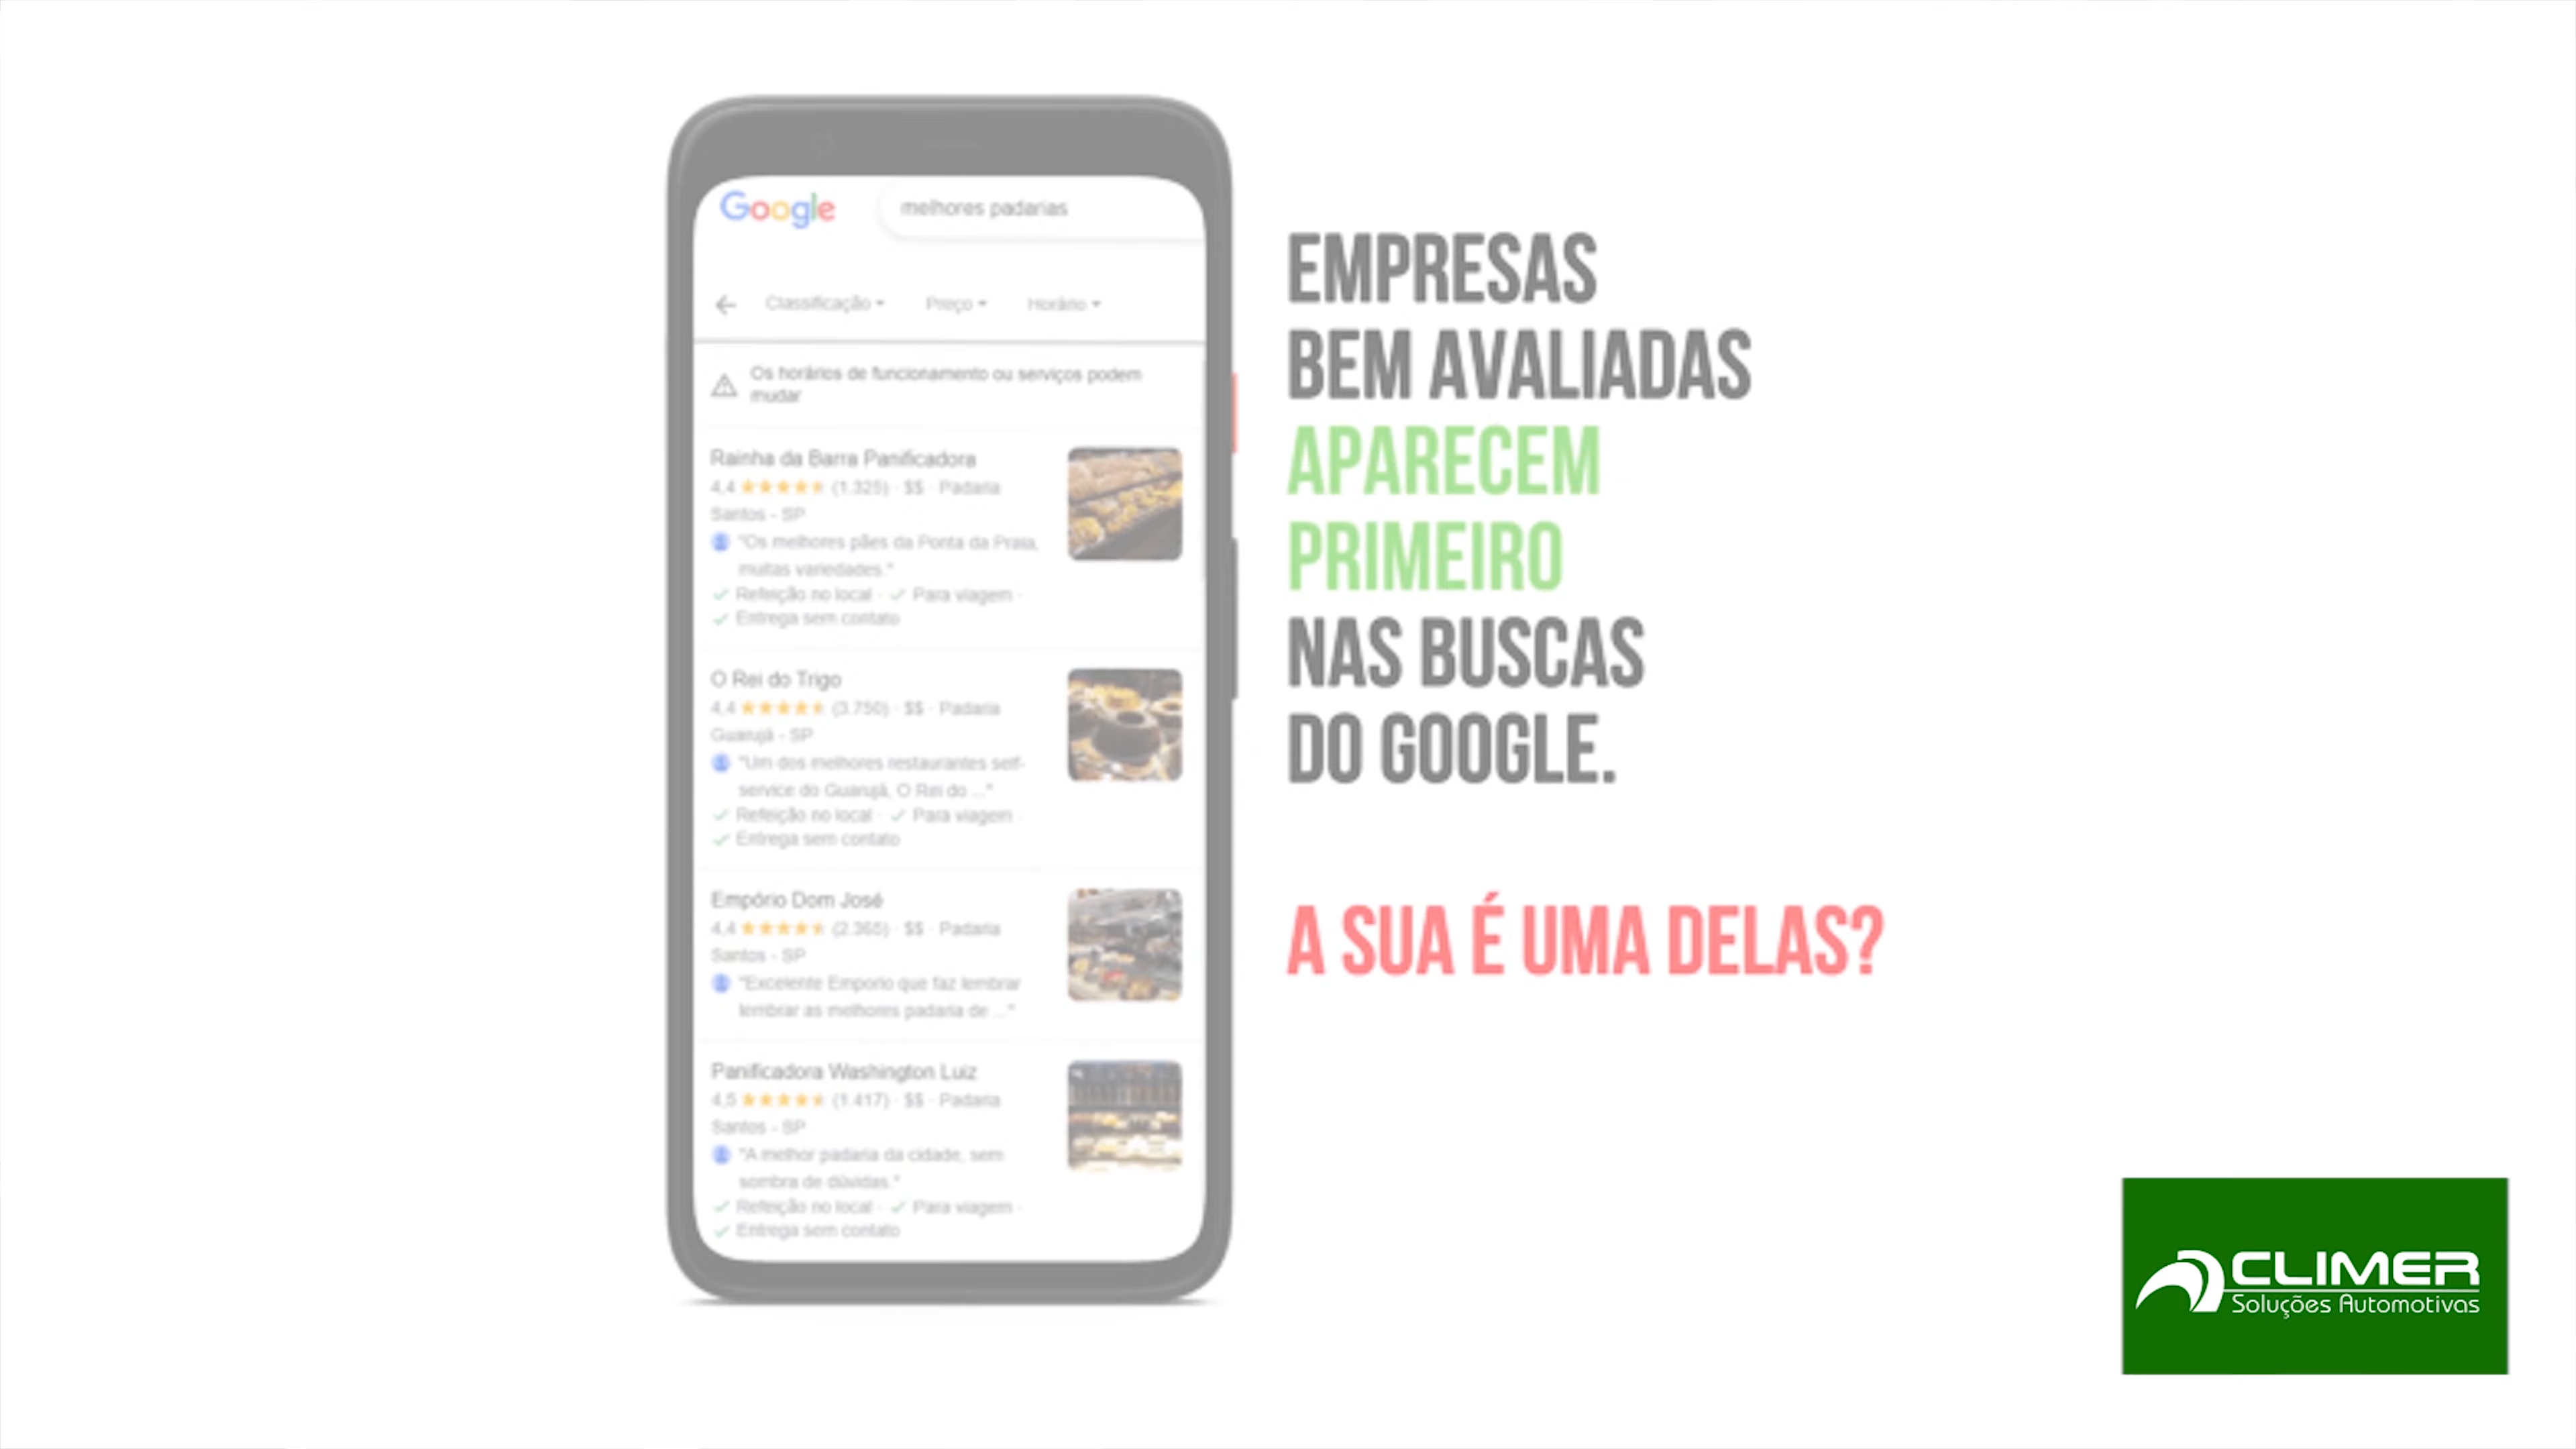 Google
melhores padarias
Classificação Preço Horário
Os horários de funcionamento ou serviços podem
mudar
Rainha da Barra Panificadora
4,4 (1.325) · $$ · Padaria
Santos - SP
"Os melhores pães da Ponta da Praia,
muitas variedades."
Refeição no local · Para viagem ·
Entrega sem contato
O Rei do Trigo
4,4 (3.750) · $$ · Padaria
Guarujá - SP
"Um dos melhores restaurantes self-
service do Guarujá, O Rei do ..."
Refeição no local · Para viagem ·
Entrega sem contato
Empório Dom José
4,4 (2.365) · $$ · Padaria
Santos - SP
"Excelente Emporio que faz lembrar
lembrar as melhores padaria de ..."
Panificadora Washington Luiz
4,5 (1.417) · $$ · Padaria
Santos - SP
"A melhor padaria da cidade, sem
sombra de dúvidas."
Refeição no local · Para viagem ·
Entrega sem contato
EMPRESAS
BEM AVALIADAS
APARECEM
PRIMEIRO
NAS BUSCAS
DO GOOGLE.
A SUA É UMA DELAS?
CLIMER
Soluções Automotivas